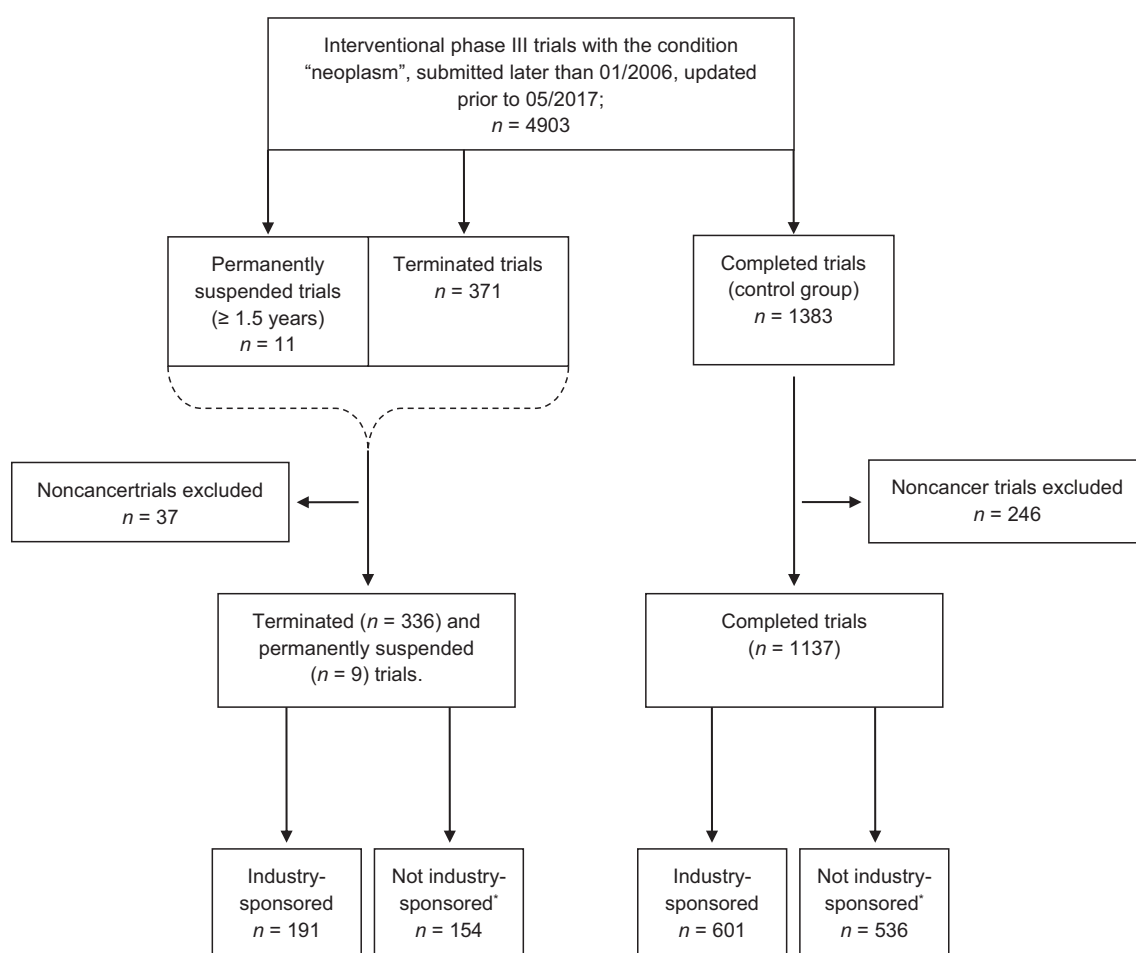 Interventional phase III trials with the condition
“neoplasm”, submitted later than 01/2006, updated
prior to 05/2017;
n = 4903
Permanently
suspended trials
(≥ 1.5 years)
n = 11
Terminated trials
n = 371
Completed trials
(control group)
n = 1383
Noncancertrials excluded
n = 37
Noncancer trials excluded
n = 246
Terminated (n = 336) and
permanently suspended
(n = 9) trials.
Completed trials
(n = 1137)
Industry-
sponsored
n = 191
Not industry-
sponsored*
n = 154
Industry-
sponsored
n = 601
Not industry-
sponsored*
n = 536